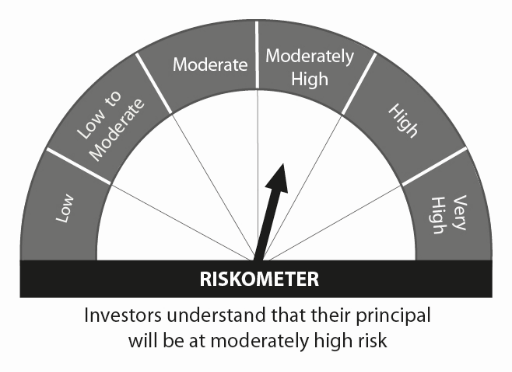 Low
Low to
Moderate
Moderate
Moderately
High
High
Very
High
RISKOMETER
Investors understand that their principal
will be at moderately high risk